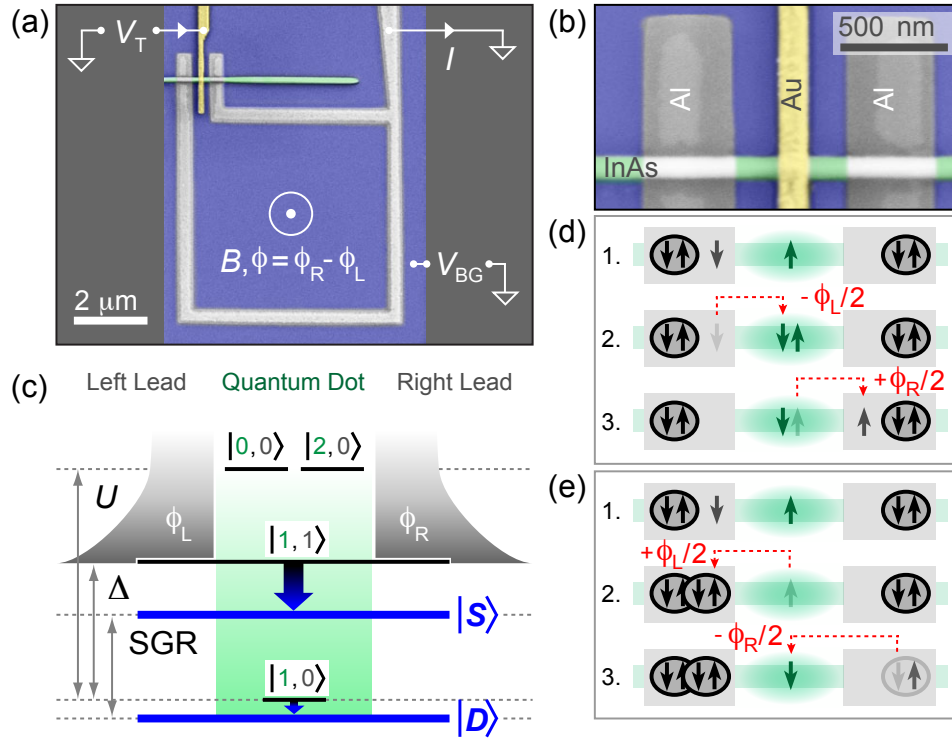 (a)
V_T
I
B, ϕ = ϕ_R - ϕ_L
V_BG
2 μm
(b)
500 nm
Al
Au
Al
InAs
(c)
Left Lead
Quantum Dot
Right Lead
|0,0⟩
|2,0⟩
U
ϕ_L
ϕ_R
|1,1⟩
Δ
|S⟩
SGR
|1,0⟩
|D⟩
(d)
1.
- ϕ_L/2
2.
+ϕ_R/2
3.
(e)
1.
+ϕ_L/2
2.
- ϕ_R/2
3.